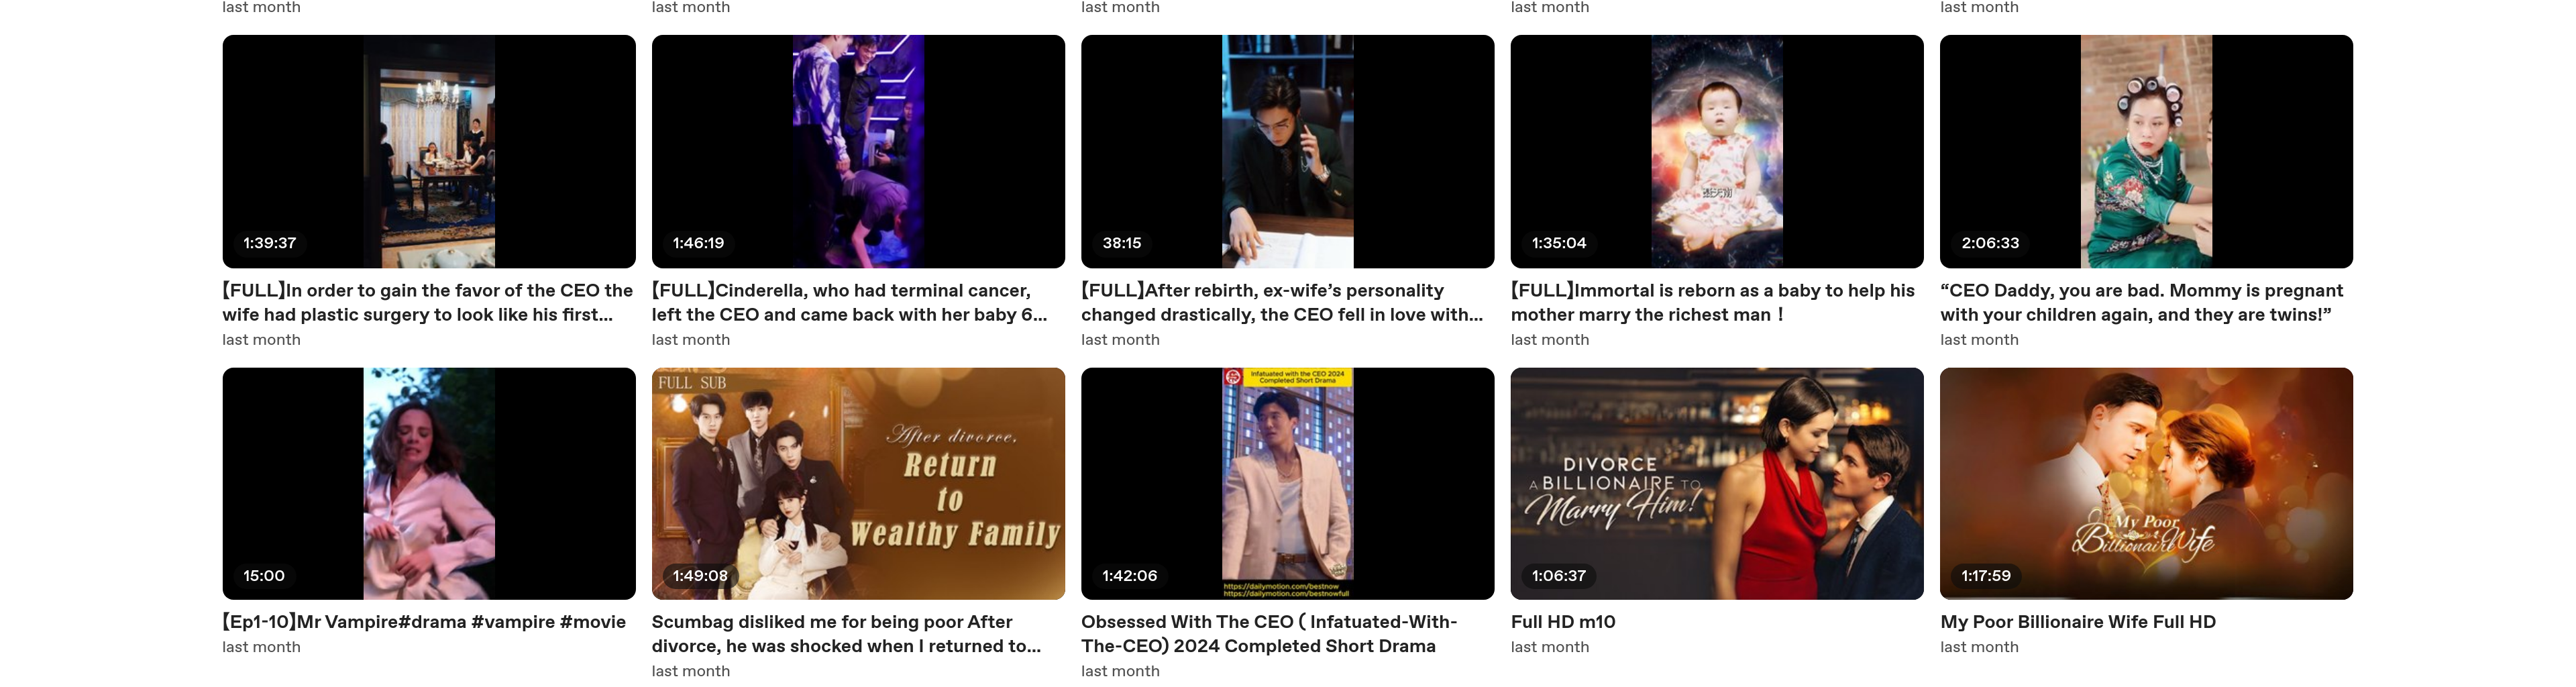 last month
last month
last month
last month
last month
1:39:37
1:46:19
38:15
1:35:04
2:06:33
【FULL】In order to gain the favor of the CEO the
wife had plastic surgery to look like his first...
last month
【FULL】Cinderella, who had terminal cancer,
left the CEO and came back with her baby 6...
last month
【FULL】After rebirth, ex-wife’s personality
changed drastically, the CEO fell in love with...
last month
【FULL】Immortal is reborn as a baby to help his
mother marry the richest man！
last month
“CEO Daddy, you are bad. Mommy is pregnant
with your children again, and they are twins!”
last month
15:00
FULL SUB
After divorce,
Return
to
Wealthy Family
1:49:08
Infatuated with the CEO 2024
Completed Short Drama
1:42:06
https://dailymotion.com/bestnow
https://dailymotion.com/bestnowfull
DIVORCE
A BILLIONAIRE TO
Marry Him!
1:06:37
My Poor
Billionaire Wife
1:17:59
【Ep1-10】Mr Vampire#drama #vampire #movie
last month
Scumbag disliked me for being poor After
divorce, he was shocked when I returned to...
last month
Obsessed With The CEO ( Infatuated-With-
The-CEO) 2024 Completed Short Drama
last month
Full HD m10
last month
My Poor Billionaire Wife Full HD
last month